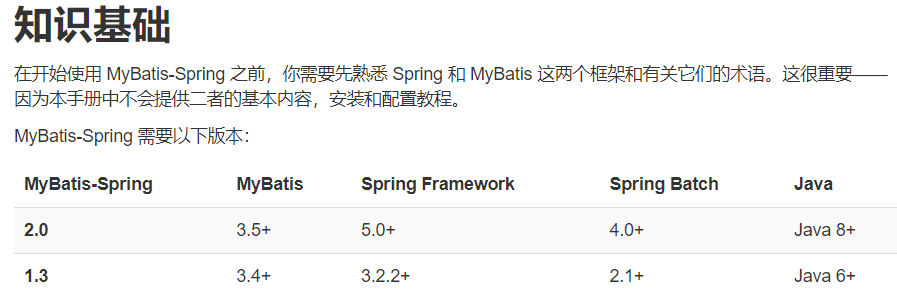 知识基础
在开始使用 MyBatis-Spring 之前，你需要先熟悉 Spring 和 MyBatis 这两个框架和有关它们的术语。这很重要——
因为本手册中不会提供二者的基本内容，安装和配置教程。
MyBatis-Spring 需要以下版本：
MyBatis-Spring MyBatis Spring Framework Spring Batch Java
2.0 3.5+ 5.0+ 4.0+ Java 8+
1.3 3.4+ 3.2.2+ 2.1+ Java 6+